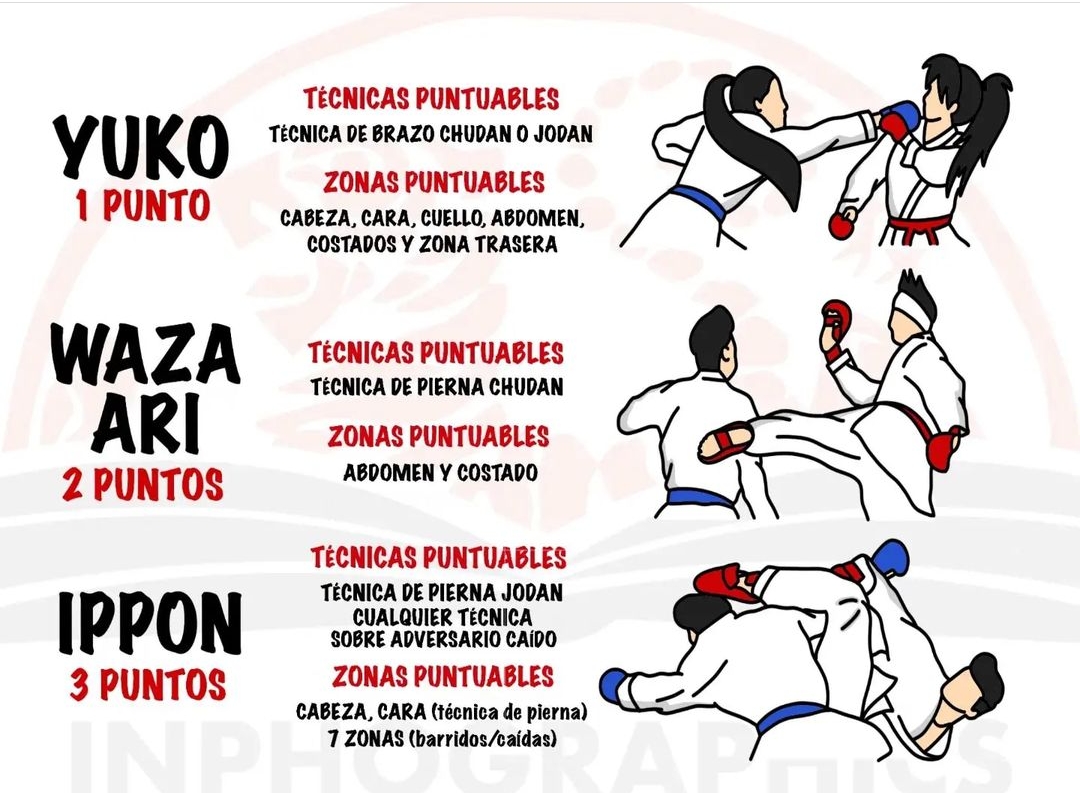 YUKO
1 PUNTO
TÉCNICAS PUNTUABLES
TÉCNICA DE BRAZO CHUDAN O JODAN
ZONAS PUNTUABLES
CABEZA, CARA, CUELLO, ABDOMEN,
COSTADOS Y ZONA TRASERA
WAZA
ARI
2 PUNTOS
TÉCNICAS PUNTUABLES
TÉCNICA DE PIERNA CHUDAN
ZONAS PUNTUABLES
ABDOMEN Y COSTADO
IPPON
3 PUNTOS
TÉCNICAS PUNTUABLES
TÉCNICA DE PIERNA JODAN
CUALQUIER TÉCNICA
SOBRE ADVERSARIO CAÍDO
ZONAS PUNTUABLES
CABEZA, CARA (técnica de pierna)
7 ZONAS (barridos/caídas)
INPHOGRAPHICS